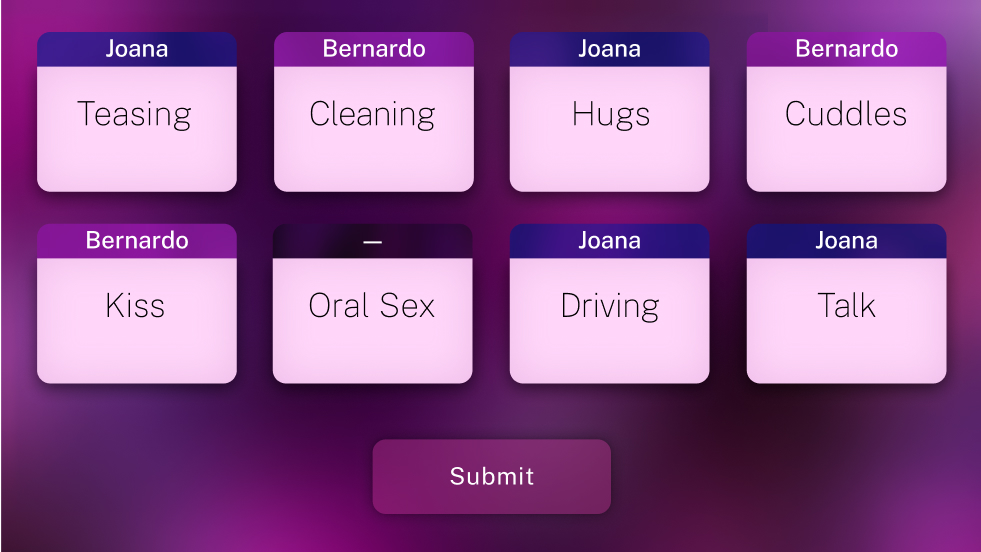 Joana
Teasing
Bernardo
Cleaning
Joana
Hugs
Bernardo
Cuddles
Bernardo
Kiss
—
Oral Sex
Joana
Driving
Joana
Talk
Submit